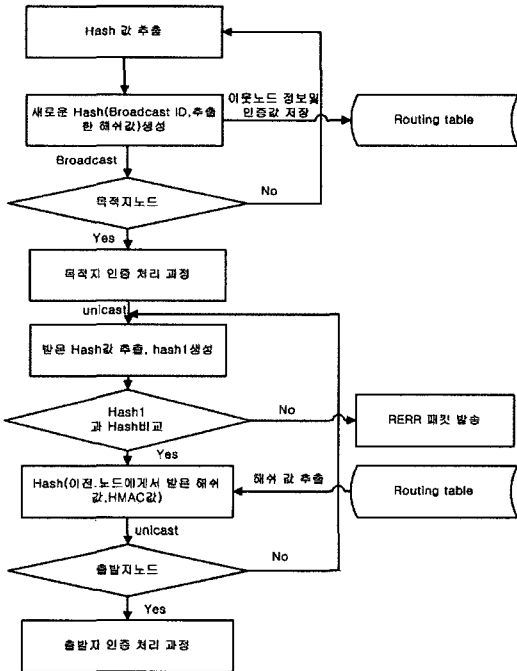 Hash 값 추출
새로운 Hash(Broadcast ID,추출
한 해쉬값)생성
이웃노드 정보및
인증값 저장
Routing table
Broadcast
목적지노드
No
Yes
목적지 인증 처리 과정
unicast
받은 Hash값 추출, hash1생성
Hash1
과 Hash비교
No
RERR 패킷 발송
Yes
Hash(이전.노드에게서 받은 해쉬
값,HMAC값)
해쉬 값 추출
Routing table
unicast
출발지노드
No
Yes
출발지 인증 처리 과정